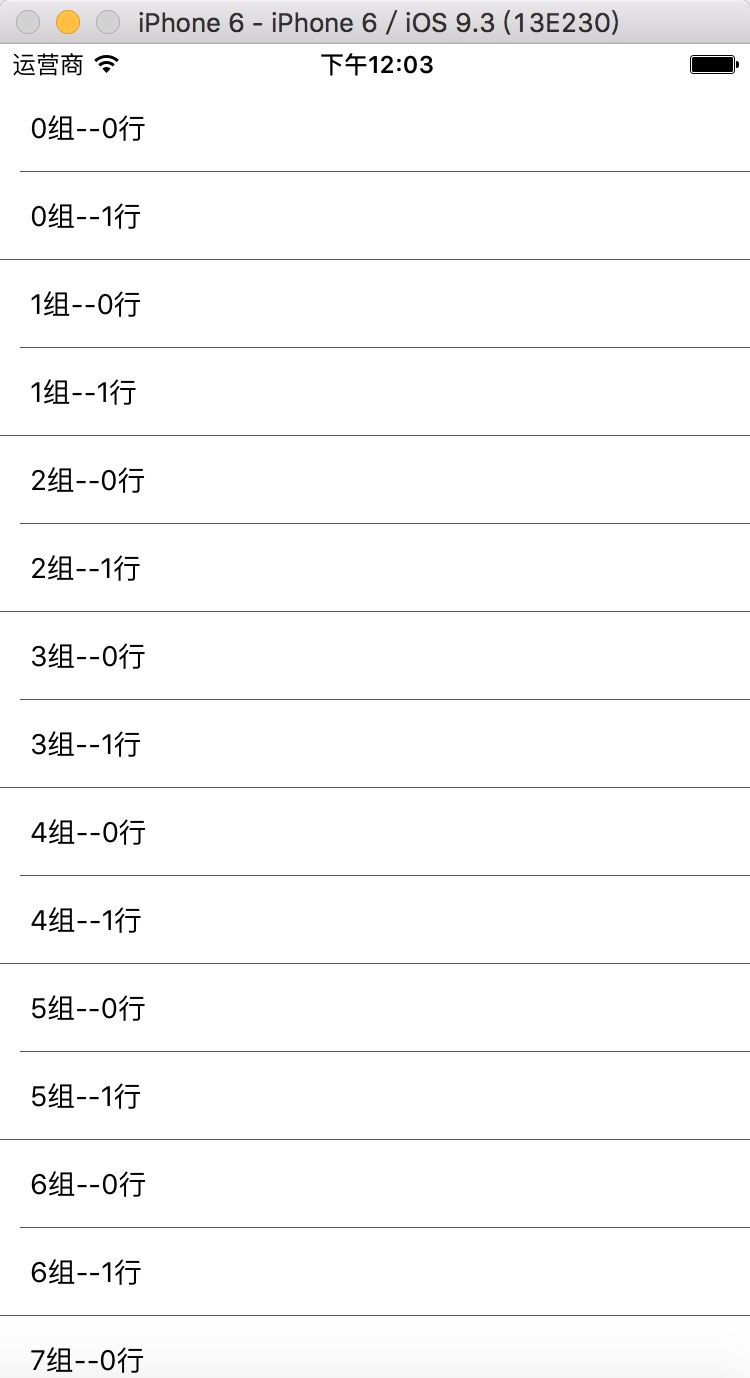 iPhone 6 - iPhone 6 / iOS 9.3 (13E230)
运营商 下午12:03
0组--0行
0组--1行
1组--0行
1组--1行
2组--0行
2组--1行
3组--0行
3组--1行
4组--0行
4组--1行
5组--0行
5组--1行
6组--0行
6组--1行
7组--0行